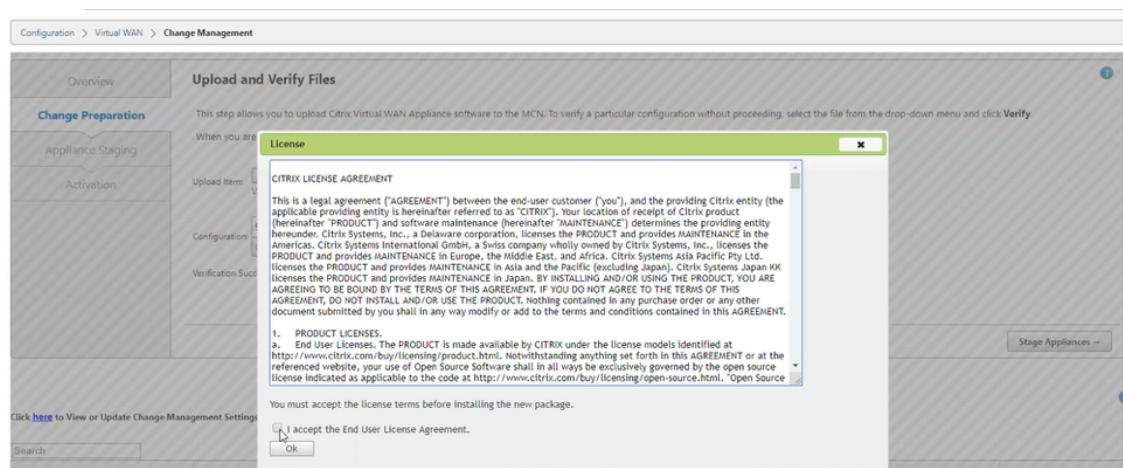 Configuration > Virtual WAN > Change Management
Overview
Change Preparation
Appliance Staging
Activation
Upload and Verify Files
?
This step allows you to upload Citrix Virtual WAN Appliance software to the MCN. To verify a particular configuration without proceeding, select the file from the drop-down menu and click Verify.
When you are
Upload Item:
Configuration:
Verification Succ
License
CITRIX LICENSE AGREEMENT
This is a legal agreement ("AGREEMENT") between the end-user customer ("you"), and the providing Citrix entity (the
applicable providing entity is hereinafter referred to as "CITRIX"). Your location of receipt of Citrix product
(hereinafter "PRODUCT") and software maintenance (hereinafter "MAINTENANCE") determines the providing entity
hereunder. Citrix Systems, Inc., a Delaware corporation, licenses the PRODUCT and provides MAINTENANCE in the
Americas. Citrix Systems International GmbH, a Swiss company wholly owned by Citrix Systems, Inc., licenses the
PRODUCT and provides MAINTENANCE in Europe, the Middle East, and Africa. Citrix Systems Asia Pacific Pty Ltd.
licenses the PRODUCT and provides MAINTENANCE in Asia and the Pacific (excluding Japan). Citrix Systems Japan KK
licenses the PRODUCT and provides MAINTENANCE in Japan. BY INSTALLING AND/OR USING THE PRODUCT, YOU ARE
AGREEING TO BE BOUND BY THE TERMS OF THIS AGREEMENT. IF YOU DO NOT AGREE TO THE TERMS OF THIS
AGREEMENT, DO NOT INSTALL AND/OR USE THE PRODUCT. Nothing contained in any purchase order or any other
document submitted by you shall in any way modify or add to the terms and conditions contained in this AGREEMENT.
1. PRODUCT LICENSES.
a. End User Licenses. The PRODUCT is made available by CITRIX under the license models identified at
http://www.citrix.com/buy/licensing/product.html. Notwithstanding anything set forth in this AGREEMENT or at the
referenced website, your use of Open Source Software shall in all ways be exclusively governed by the open source
license indicated as applicable to the code at http://www.citrix.com/buy/licensing/open-source.html. "Open Source
You must accept the license terms before installing the new package.
I accept the End User License Agreement.
Ok
Stage Appliances →
Click here to View or Update Change Management Settings
Search